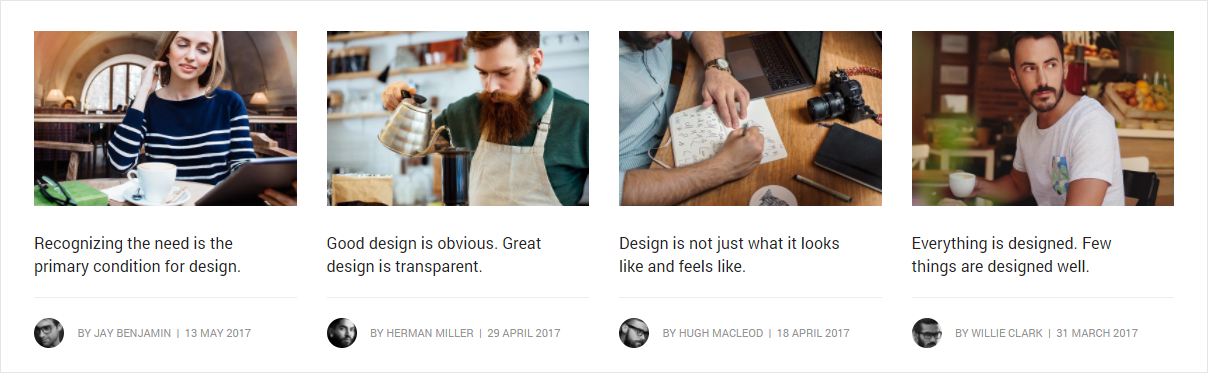 Recognizing the need is the
primary condition for design.
BY JAY BENJAMIN | 13 MAY 2017
Good design is obvious. Great
design is transparent.
BY HERMAN MILLER | 29 APRIL 2017
Design is not just what it looks
like and feels like.
BY HUGH MACLEOD | 18 APRIL 2017
Everything is designed. Few
things are designed well.
BY WILLIE CLARK | 31 MARCH 2017